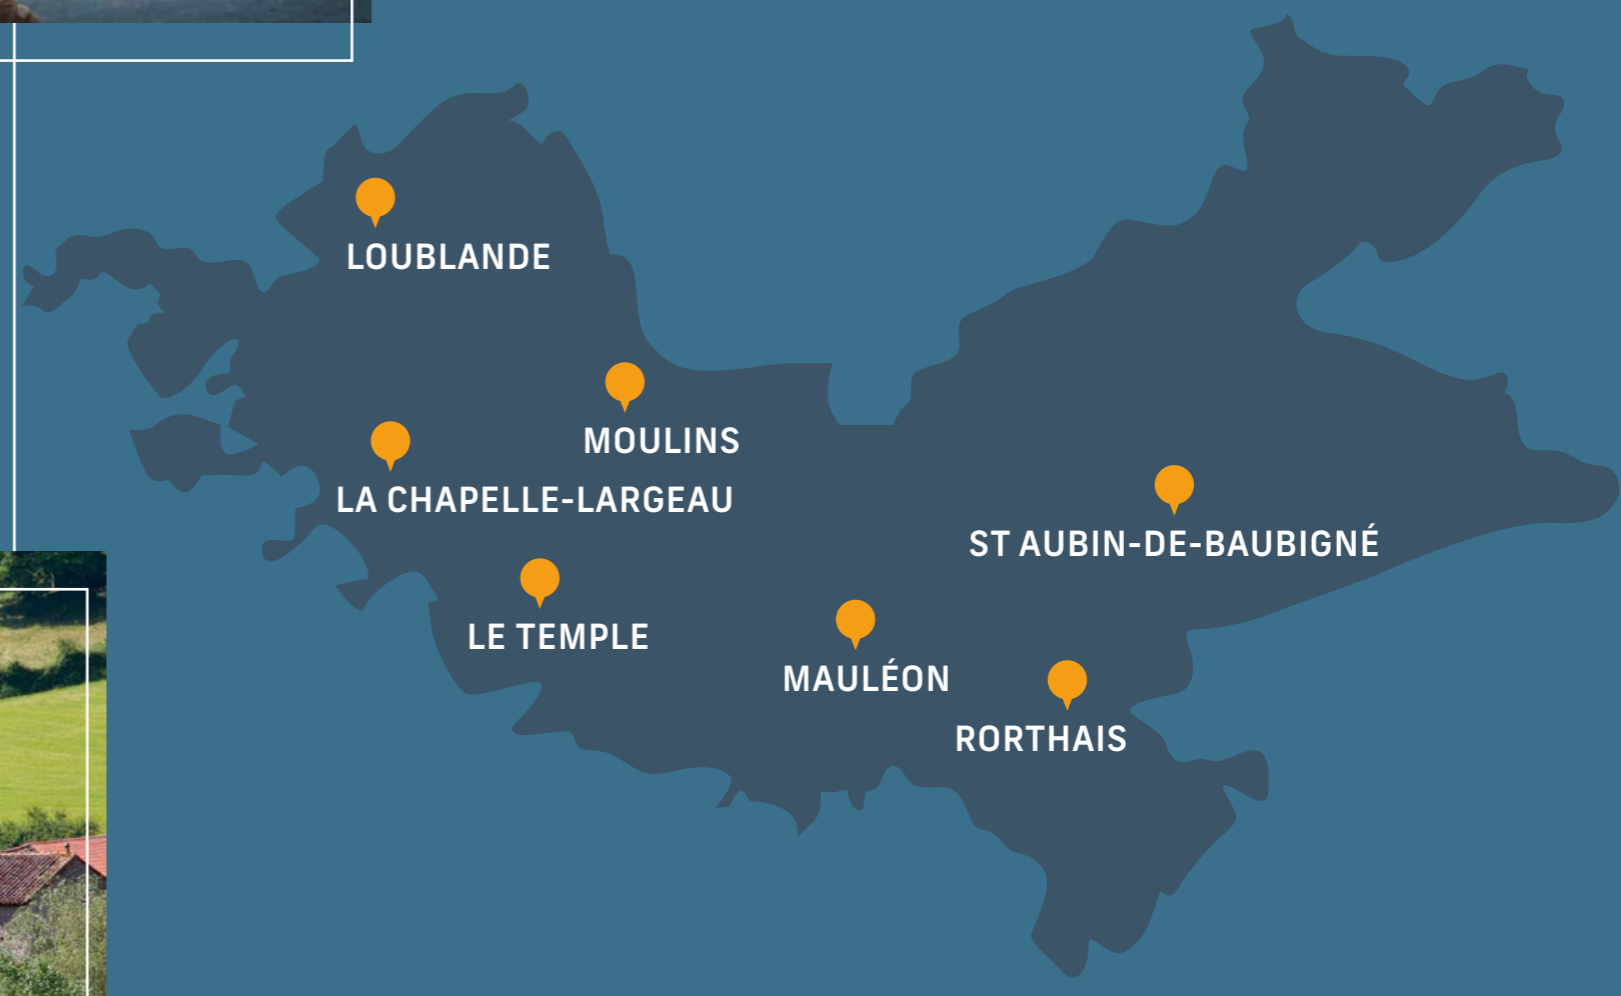 LOUBLANDE
MOULINS
LA CHAPELLE-LARGEAU
ST AUBIN-DE-BAUBIGNÉ
LE TEMPLE
MAULÉON
RORTHAIS